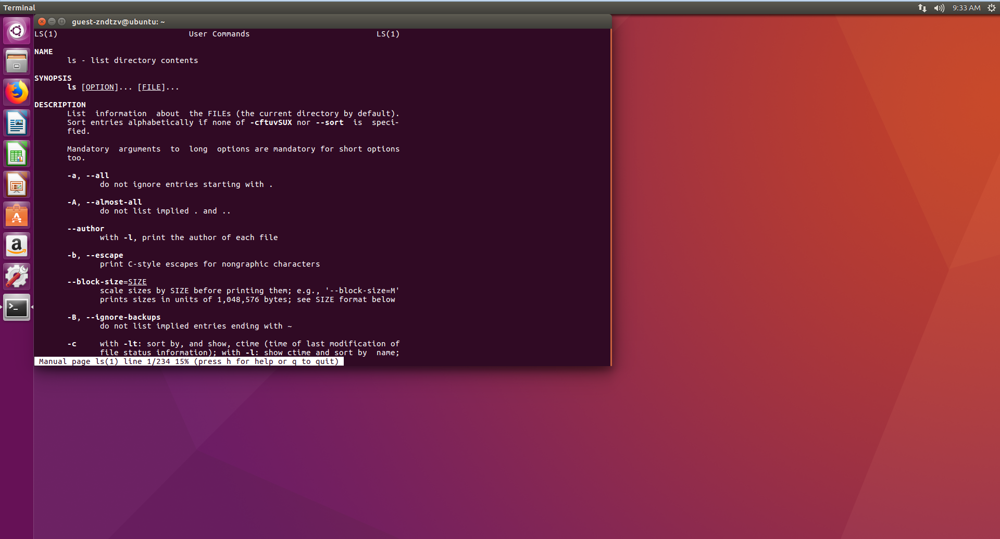 Terminal
9:33 AM
guest-zndtzv@ubuntu: ~
LS(1) User Commands LS(1)
NAME
ls - list directory contents
SYNOPSIS
ls [OPTION]... [FILE]...
DESCRIPTION
List information about the FILEs (the current directory by default).
Sort entries alphabetically if none of -cftuvSUX nor --sort is speci-
fied.
Mandatory arguments to long options are mandatory for short options
too.
-a, --all
do not ignore entries starting with .
-A, --almost-all
do not list implied . and ..
--author
with -l, print the author of each file
-b, --escape
print C-style escapes for nongraphic characters
--block-size=SIZE
scale sizes by SIZE before printing them; e.g., '--block-size=M'
prints sizes in units of 1,048,576 bytes; see SIZE format below
-B, --ignore-backups
do not list implied entries ending with ~
-c with -lt: sort by, and show, ctime (time of last modification of
file status information); with -l: show ctime and sort by name;
Manual page ls(1) line 1/234 15% (press h for help or q to quit)